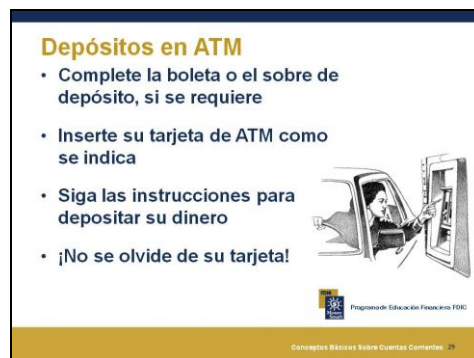 Depósitos en ATM
• Complete la boleta o el sobre de
depósito, si se requiere
• Inserte su tarjeta de ATM como
se indica
• Siga las instrucciones para
depositar su dinero
• ¡No se olvide de su tarjeta!
Programa de Educación Financiera FDIC
Conceptos Básicos Sobre Cuentas Corrientes 29